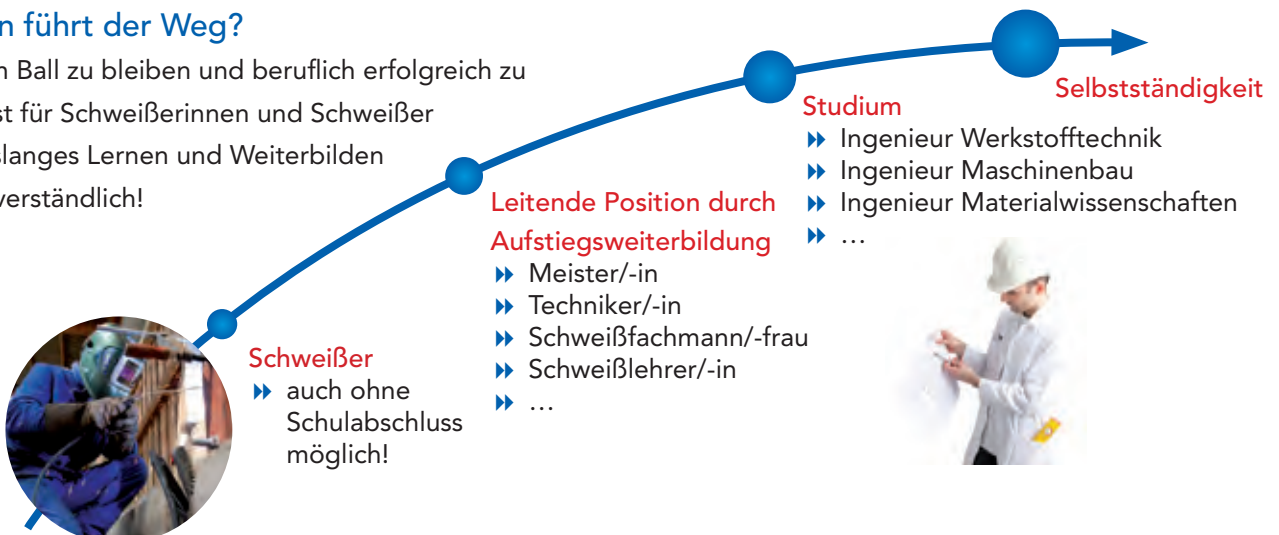 n führt der Weg?
n Ball zu bleiben und beruflich erfolgreich zu
st für Schweißerinnen und Schweißer
slanges Lernen und Weiterbilden
verständlich!
Schweißer
auch ohne
Schulabschluss
möglich!
Leitende Position durch
Aufstiegsweiterbildung
Meister/-in
Techniker/-in
Schweißfachmann/-frau
Schweißlehrer/-in
…
Studium
Ingenieur Werkstofftechnik
Ingenieur Maschinenbau
Ingenieur Materialwissenschaften
…
Selbstständigkeit